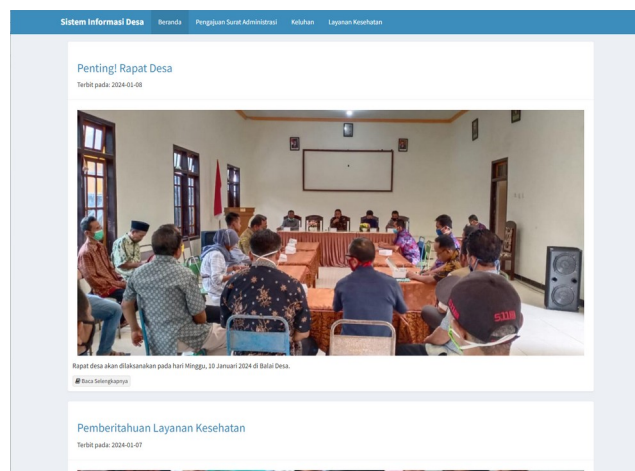 Sistem Informasi Desa Beranda Pengajuan Surat Administrasi Keluhan Layanan Kesehatan
Penting! Rapat Desa
Terbit pada: 2024-01-08
Rapat desa akan dilaksanakan pada hari Minggu, 10 Januari 2024 di Balai Desa.
Baca Selengkapnya
Pemberitahuan Layanan Kesehatan
Terbit pada: 2024-01-07